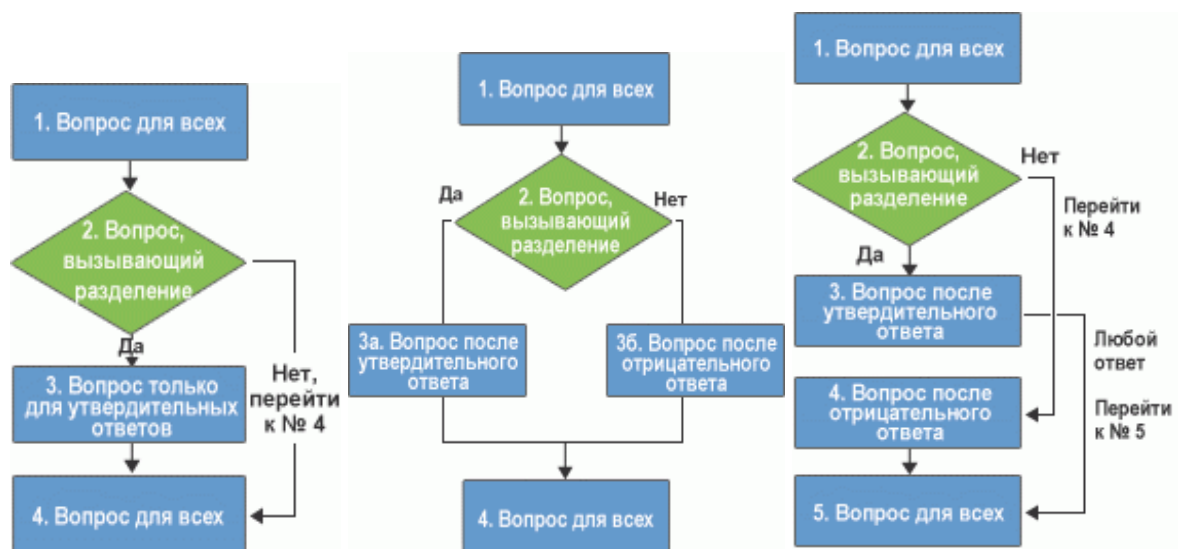 1. Вопрос для всех
2. Вопрос,
вызывающий
разделение
Да
3. Вопрос только
для утвердительных
ответов
Нет,
перейти
к № 4
4. Вопрос для всех
1. Вопрос для всех
Да
2. Вопрос,
вызывающий
разделение
Нет
3а. Вопрос после
утвердительного
ответа
3б. Вопрос после
отрицательного
ответа
4. Вопрос для всех
1. Вопрос для всех
2. Вопрос,
вызывающий
разделение
Нет
Перейти
к № 4
Да
3. Вопрос после
утвердительного
ответа
Любой
ответ
4. Вопрос после
отрицательного
ответа
Перейти
к № 5
5. Вопрос для всех